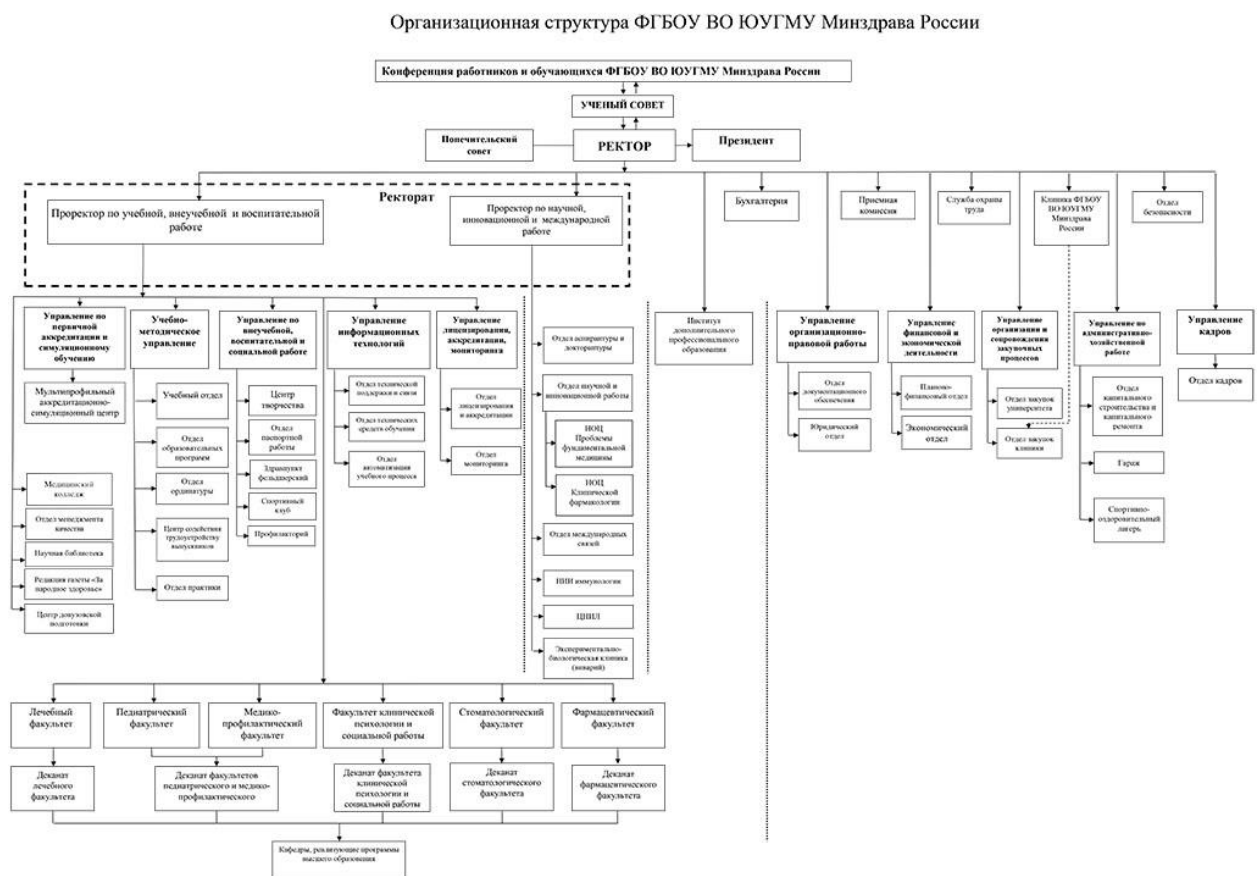 Организационная структура ФГБОУ ВО ЮУГМУ Минздрава России
Конференция работников и обучающихся ФГБОУ ВО ЮУГМУ Минздрава России
УЧЕНЫЙ СОВЕТ
Попечительский
совет
РЕКТОР
Президент
Ректорат
Проректор по учебной, внеучебной и воспитательной
работе
Проректор по научной,
инновационной и международной
работе
Бухгалтерия
Приемная
комиссия
Служба охраны
труда
Клиника ФГБОУ
ВО ЮУГМУ
Минздрава
России
Отдел
безопасности
Управление по
первичной
аккредитации и
симуляционному
обучению
Учебно-
методическое
управление
Управление по
внеучебной,
воспитательной и
социальной работе
Управление
информационных
технологий
Управление
лицензирования,
аккредитации,
мониторинга
Институт
дополнительного
профессионального
образования
Управление
организационно-
правовой работы
Управление
финансовой и
экономической
деятельности
Управление
организации и
сопровождения
закупочных
процессов
Управление по
административно-
хозяйственной
работе
Управление
кадров
Мультипрофильный
аккредитационно-
симуляционный центр
Медицинский
колледж
Отдел менеджмента
качества
Научная библиотека
Редакция газеты «За
народное здоровье»
Центр довузовской
подготовки
Учебный отдел
Отдел
образовательных
программ
Отдел
ординатуры
Центр содействия
трудоустройству
выпускников
Отдел практики
Центр
творчества
Отдел
паспортной
работы
Здравпункт
фельдшерский
Спортивный
клуб
Профилакторий
Отдел технической
поддержки и связи
Отдел технических
средств обучения
Отдел
автоматизации
учебного процесса
Отдел
лицензирования
и аккредитации
Отдел
мониторинга
Отдел аспирантуры и
докторантуры
Отдел научной и
инновационной работы
НОЦ
Проблемы
фундаментальной
медицины
НОЦ
Клинической
фармакологии
Отдел международных
связей
НИИ иммунологии
ЦНИЛ
Экспериментально-
биологическая клиника
(виварий)
Отдел
документационного
обеспечения
Юридический
отдел
Планово-
финансовый отдел
Экономический
отдел
Отдел закупок
университета
Отдел закупок
клиники
Отдел
капитального
строительства и
капитального
ремонта
Гараж
Спортивно-
оздоровительный
лагерь
Отдел кадров
Лечебный
факультет
Педиатрический
факультет
Медико-
профилактический
факультет
Факультет клинической
психологии и
социальной работы
Стоматологический
факультет
Фармацевтический
факультет
Деканат
лечебного
факультета
Деканат факультетов
педиатрического и медико-
профилактического
Деканат факультета
клинической
психологии и
социальной работы
Деканат
стоматологического
факультета
Деканат
фармацевтического
факультета
Кафедры, реализующие программы
высшего образования